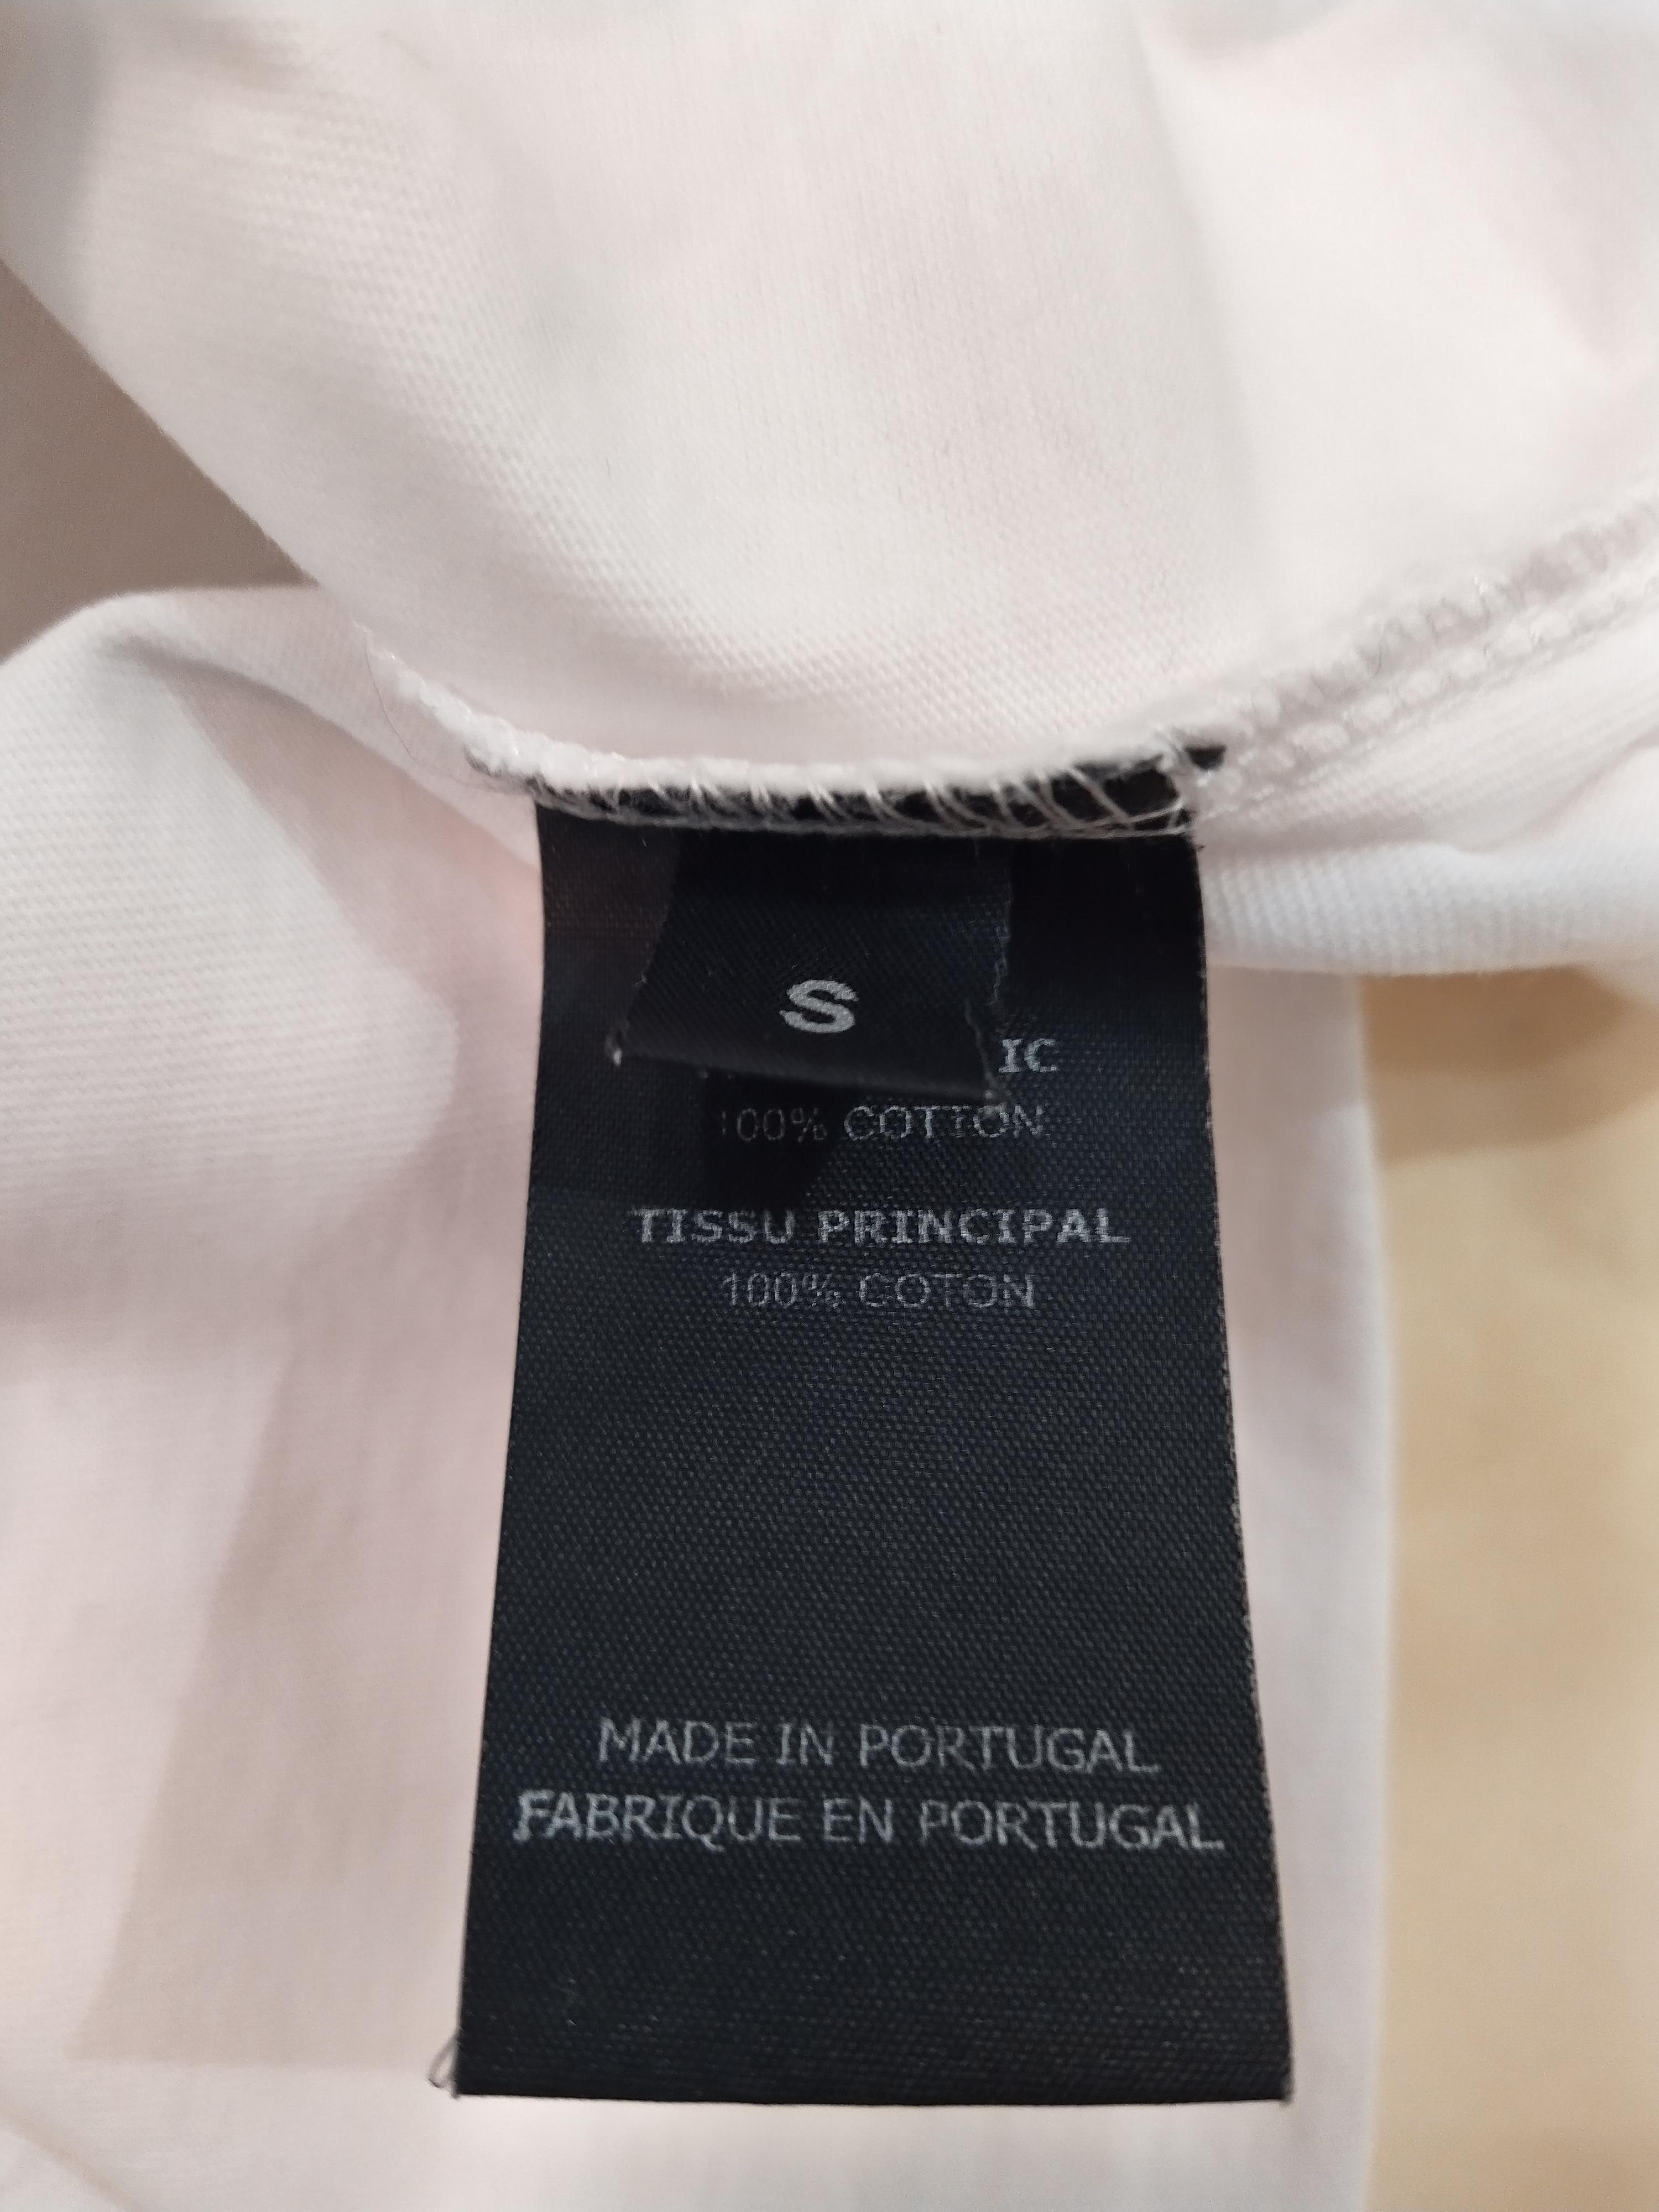 S
IC
100% COTTON
TISSU PRINCIPAL
100% COTON
MADE IN PORTUGAL
FABRIQUE EN PORTUGAL